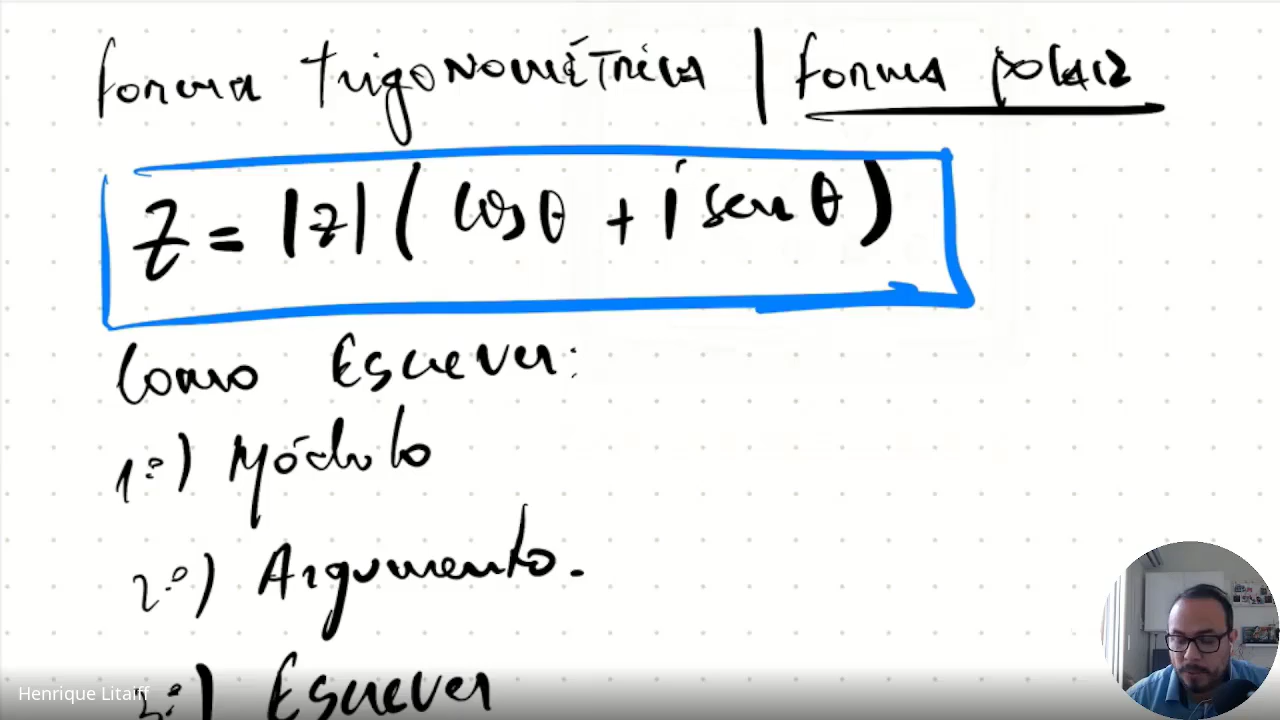 forma trigonométrica | forma polar
Z = |z| ( cos θ + i sen θ )
Como Escrever:
1º) Módulo
2º) Argumento.
3º) Escrever
Henrique Litaiff